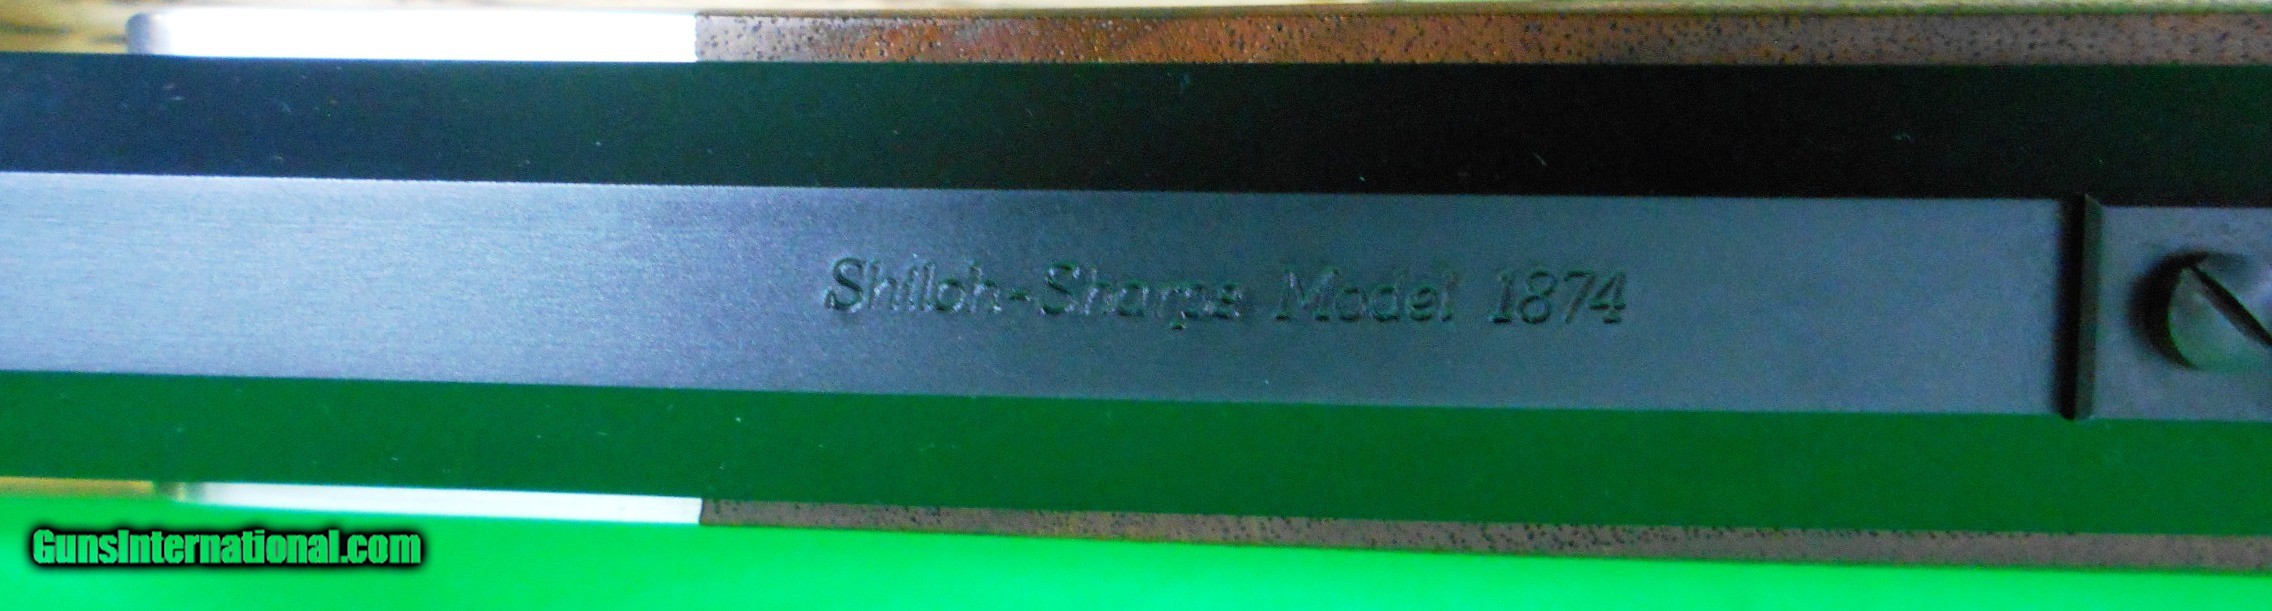 Shiloh-Sharps Model 1874
GunsInternational.com